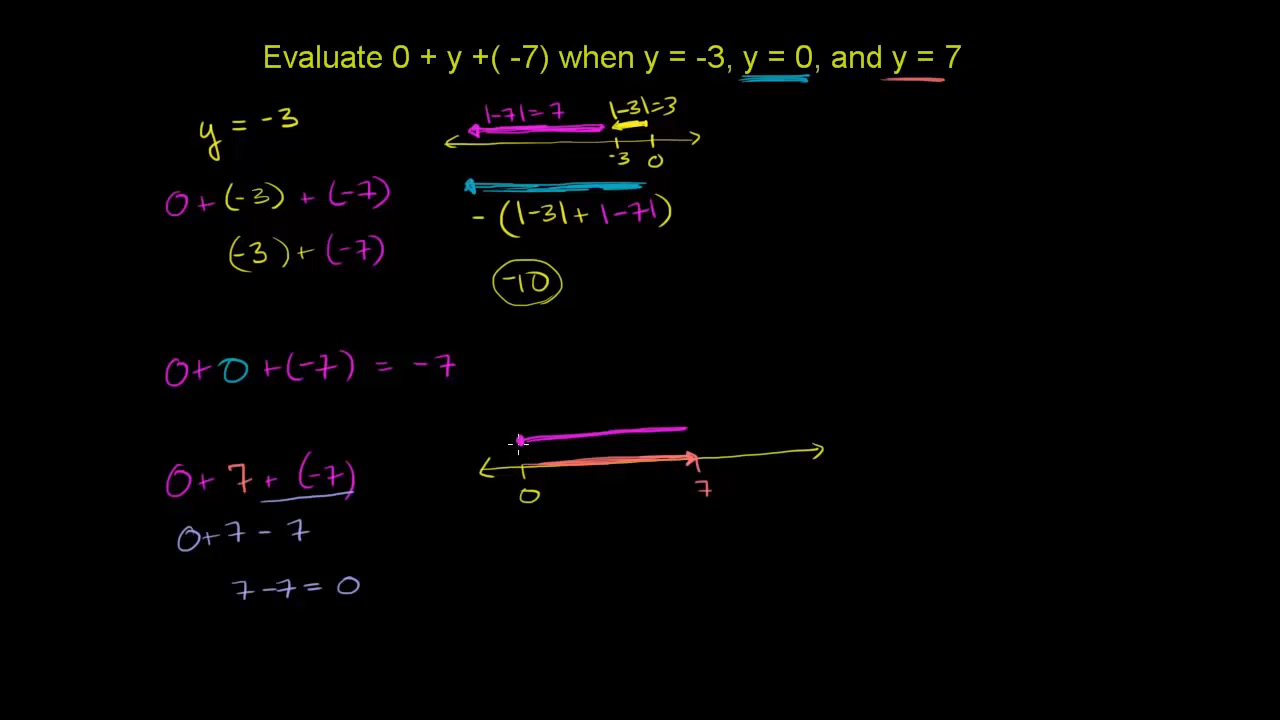 Evaluate 0 + y +( -7) when y = -3, y = 0, and y = 7
y = -3
|-7| = 7
|-3| = 3
-3
0
0 + (-3) + (-7)
- (|-3| + |-7|)
(-3) + (-7)
-10
0 + 0 + (-7) = -7
0 + 7 + (-7)
0
7
0 + 7 - 7
7 - 7 = 0